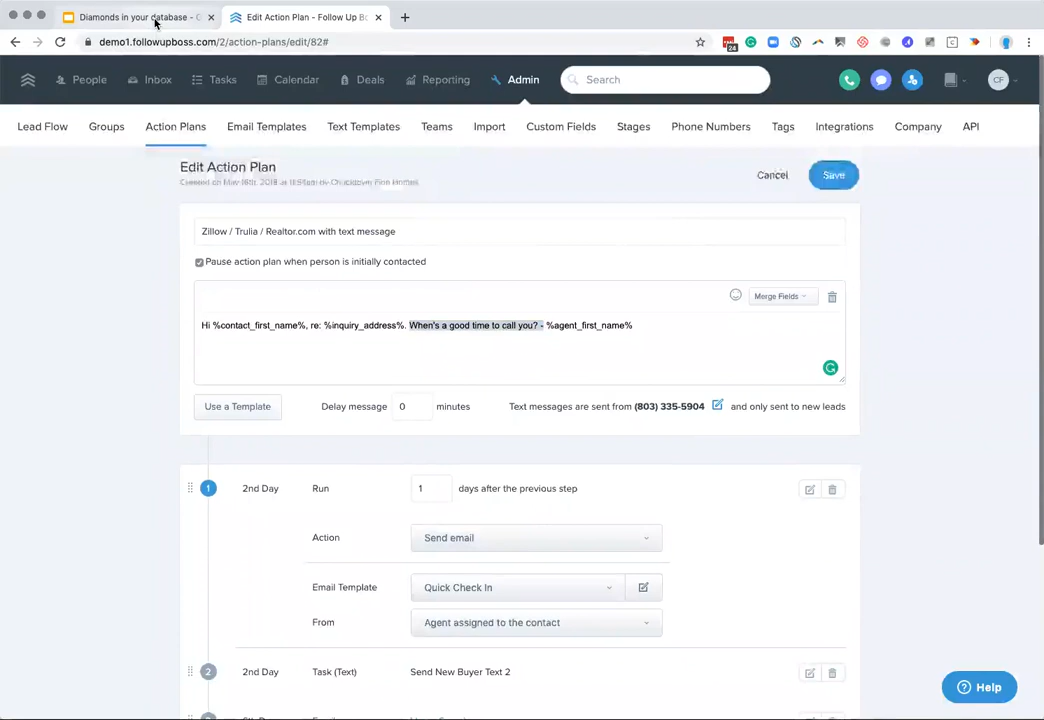 Diamonds in your database - G
Edit Action Plan - Follow Up Bo
demo1.followupboss.com/2/action-plans/edit/82#
24
People
Inbox
Tasks
Calendar
Deals
Reporting
Admin
Search
CF
Lead Flow
Groups
Action Plans
Email Templates
Text Templates
Teams
Import
Custom Fields
Stages
Phone Numbers
Tags
Integrations
Company
API
Edit Action Plan
Cancel
Save
Zillow / Trulia / Realtor.com with text message
Pause action plan when person is initially contacted
Merge Fields
Hi %contact_first_name%, re: %inquiry_address%. When's a good time to call you? - %agent_first_name%
Use a Template
Delay message 0 minutes
Text messages are sent from (803) 335-5904 and only sent to new leads
1 2nd Day Run 1 days after the previous step
Action Send email
Email Template Quick Check In
From Agent assigned to the contact
2 2nd Day Task (Text) Send New Buyer Text 2
Help